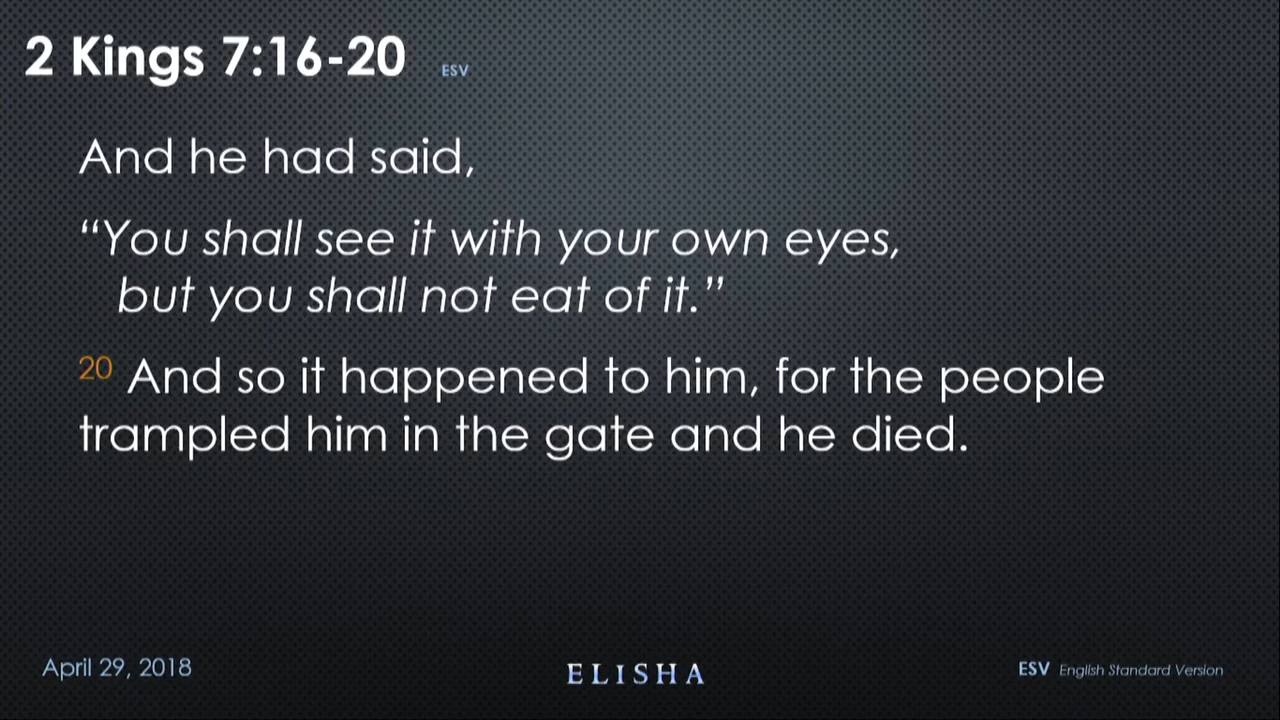 2 Kings 7:16-20 ESV
And he had said,
“You shall see it with your own eyes,
but you shall not eat of it.”
20 And so it happened to him, for the people
trampled him in the gate and he died.
April 29, 2018
ELISHA
ESV English Standard Version